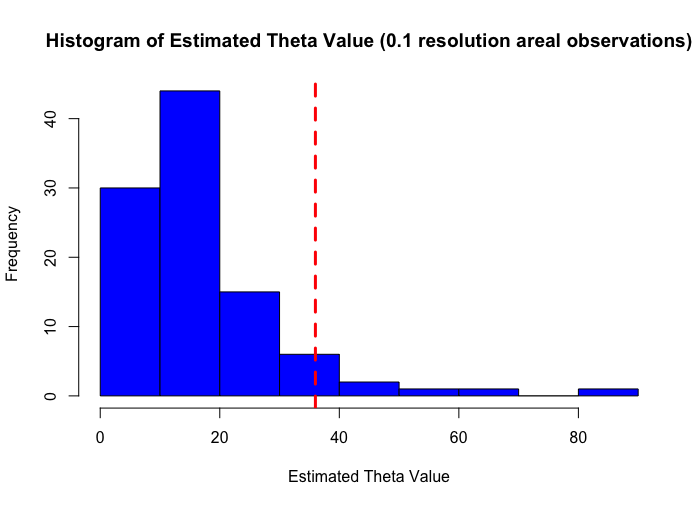 Histogram of Estimated Theta Value (0.1 resolution areal observations)
Frequency
40
30
20
10
0
0 20 40 60 80
Estimated Theta Value